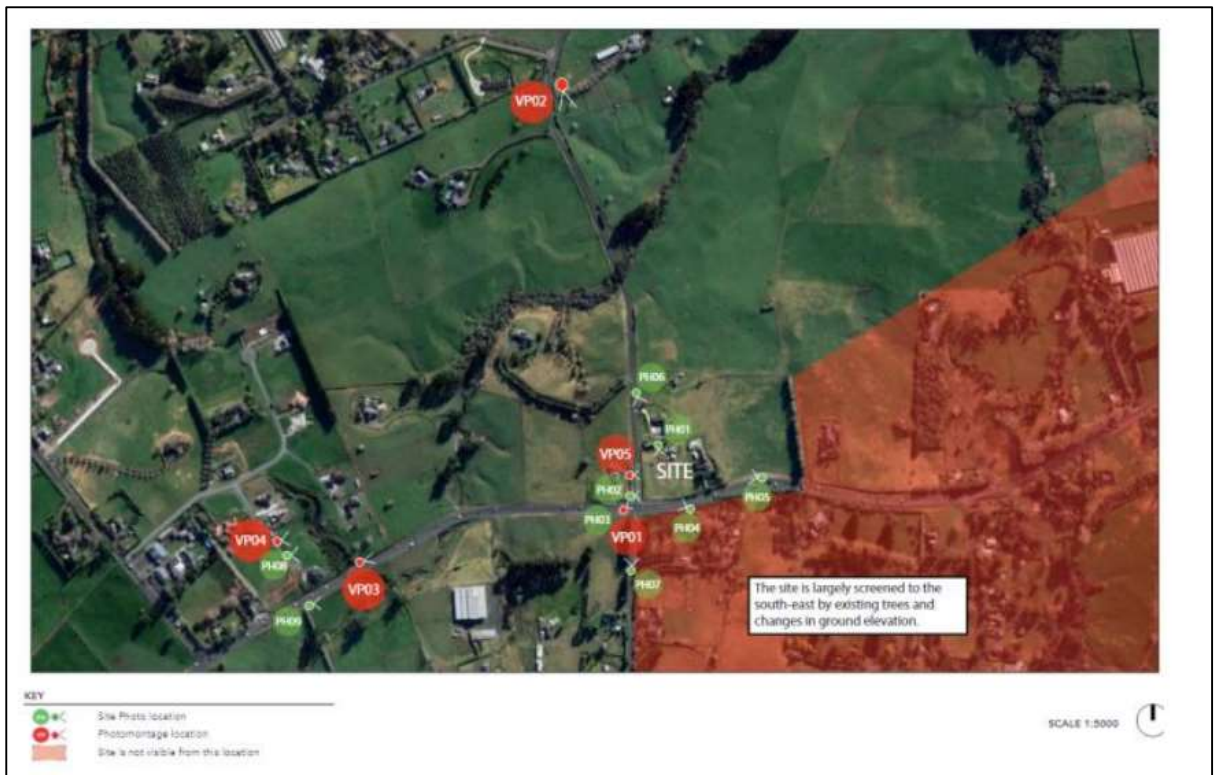 VP02
PH06
PH01
VP05
SITE
PH02
PH05
PH03
PH04
VP01
VP04
PH08
PH07
VP03
PH09
The site is largely screened to the
south-east by existing trees and
changes in ground elevation.
KEY
Site Photo location
Photomontage location
Site is not visible from this location
SCALE 1:5000